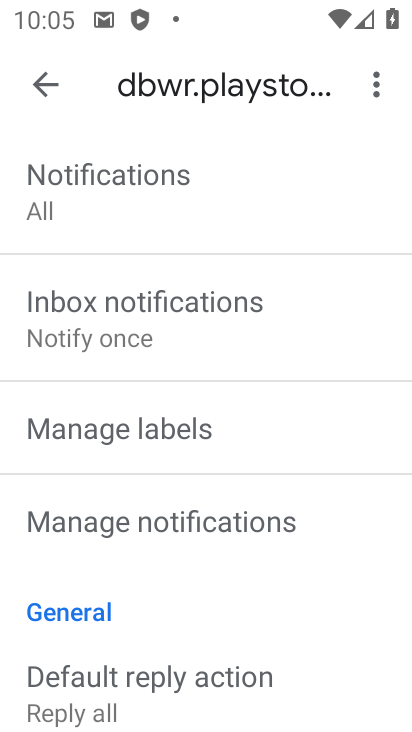 10:05
dbwr.playsto...
Notifications
All
Inbox notifications
Notify once
Manage labels
Manage notifications
General
Default reply action
Reply all